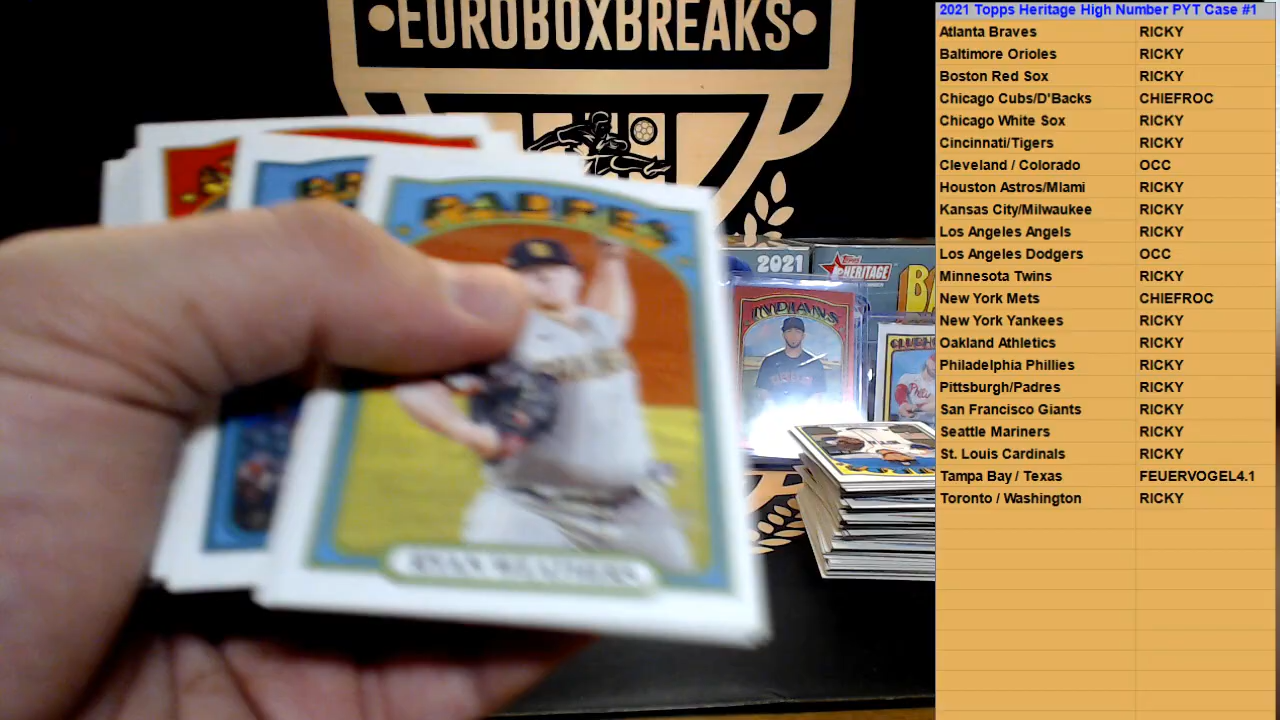 EUROBOXBREAKS
PADRES
RYAN WEATHERS
2021
Topps
HERITAGE
INDIANS
2021 Topps Heritage High Number PYT Case #1
Atlanta Braves RICKY
Baltimore Orioles RICKY
Boston Red Sox RICKY
Chicago Cubs/D'Backs CHIEFROC
Chicago White Sox RICKY
Cincinnati/Tigers RICKY
Cleveland / Colorado OCC
Houston Astros/MIami RICKY
Kansas City/Milwaukee RICKY
Los Angeles Angels RICKY
Los Angeles Dodgers OCC
Minnesota Twins RICKY
New York Mets CHIEFROC
New York Yankees RICKY
Oakland Athletics RICKY
Philadelphia Phillies RICKY
Pittsburgh/Padres RICKY
San Francisco Giants RICKY
Seattle Mariners RICKY
St. Louis Cardinals RICKY
Tampa Bay / Texas FEUERVOGEL4.1
Toronto / Washington RICKY